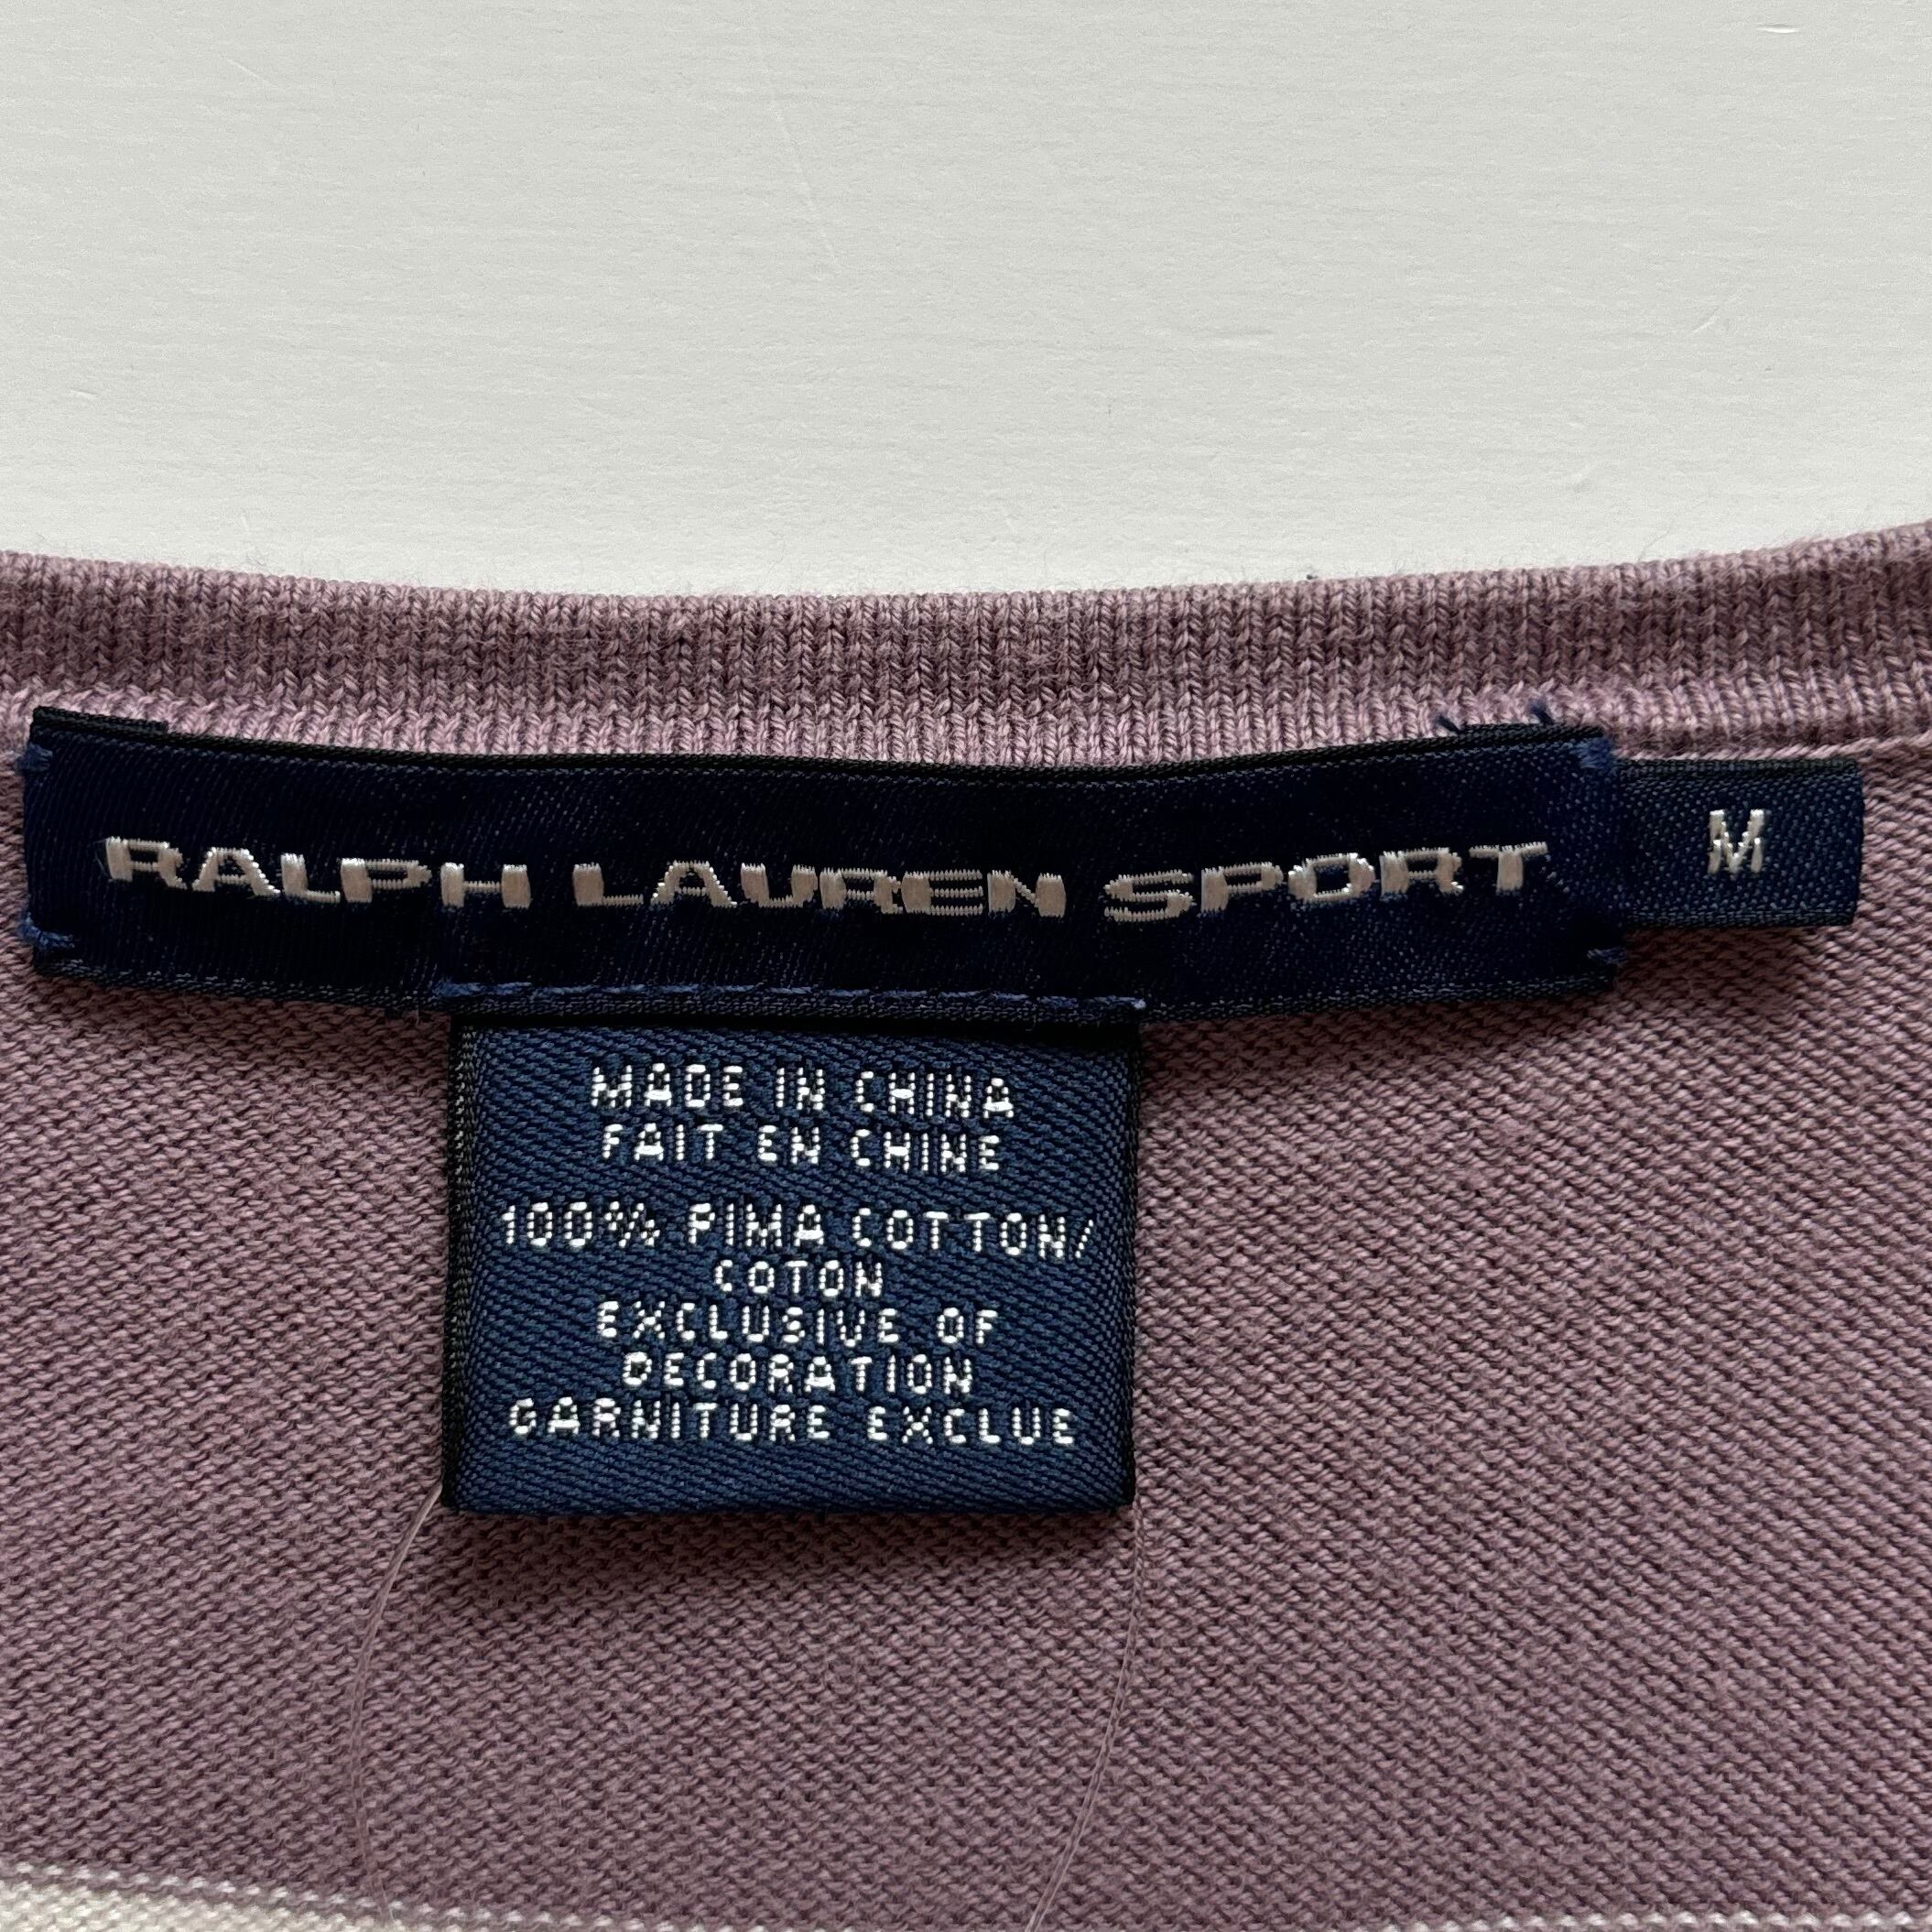 RALPH LAUREN SPORT
M
MADE IN CHINA
FAIT EN CHINE
100% PIMA COTTON/
COTON
EXCLUSIVE OF
DECORATION
GARNITURE EXCLUE